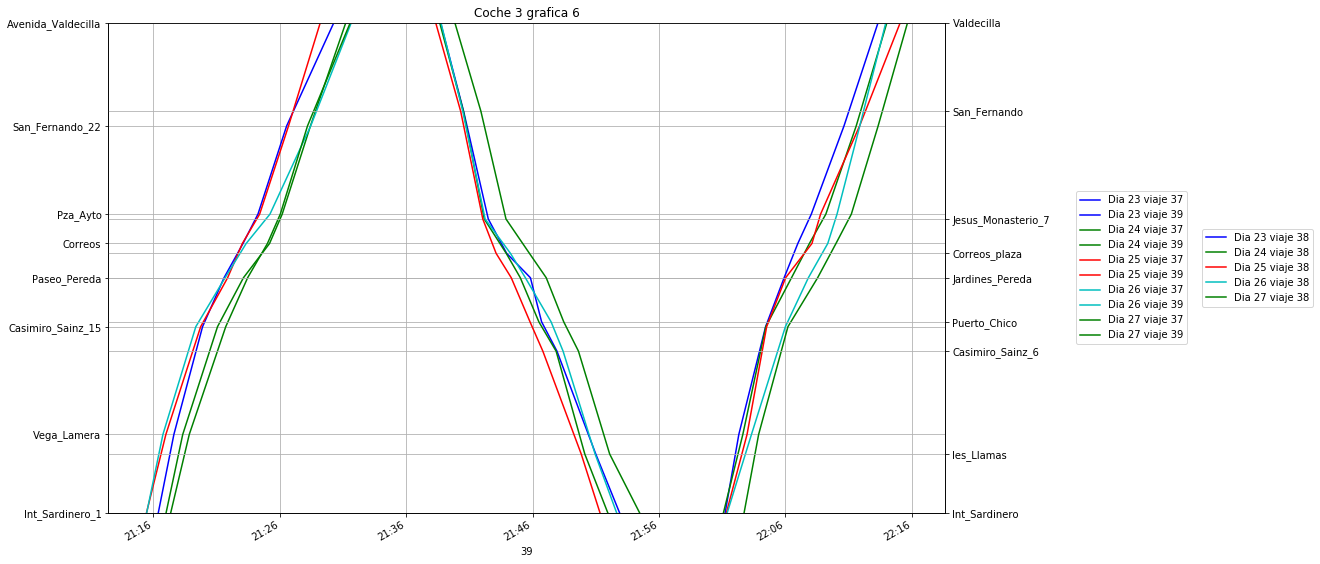 Coche 3 grafica 6
Avenida_Valdecilla
San_Fernando_22
Pza_Ayto
Correos
Paseo_Pereda
Casimiro_Sainz_15
Vega_Lamera
Int_Sardinero_1
Valdecilla
San_Fernando
Jesus_Monasterio_7
Correos_plaza
Jardines_Pereda
Puerto_Chico
Casimiro_Sainz_6
Ies_Llamas
Int_Sardinero
21:16
21:26
21:36
21:46
21:56
22:06
22:16
39
Dia 23 viaje 37
Dia 23 viaje 39
Dia 24 viaje 37
Dia 24 viaje 39
Dia 25 viaje 37
Dia 25 viaje 39
Dia 26 viaje 37
Dia 26 viaje 39
Dia 27 viaje 37
Dia 27 viaje 39
Dia 23 viaje 38
Dia 24 viaje 38
Dia 25 viaje 38
Dia 26 viaje 38
Dia 27 viaje 38